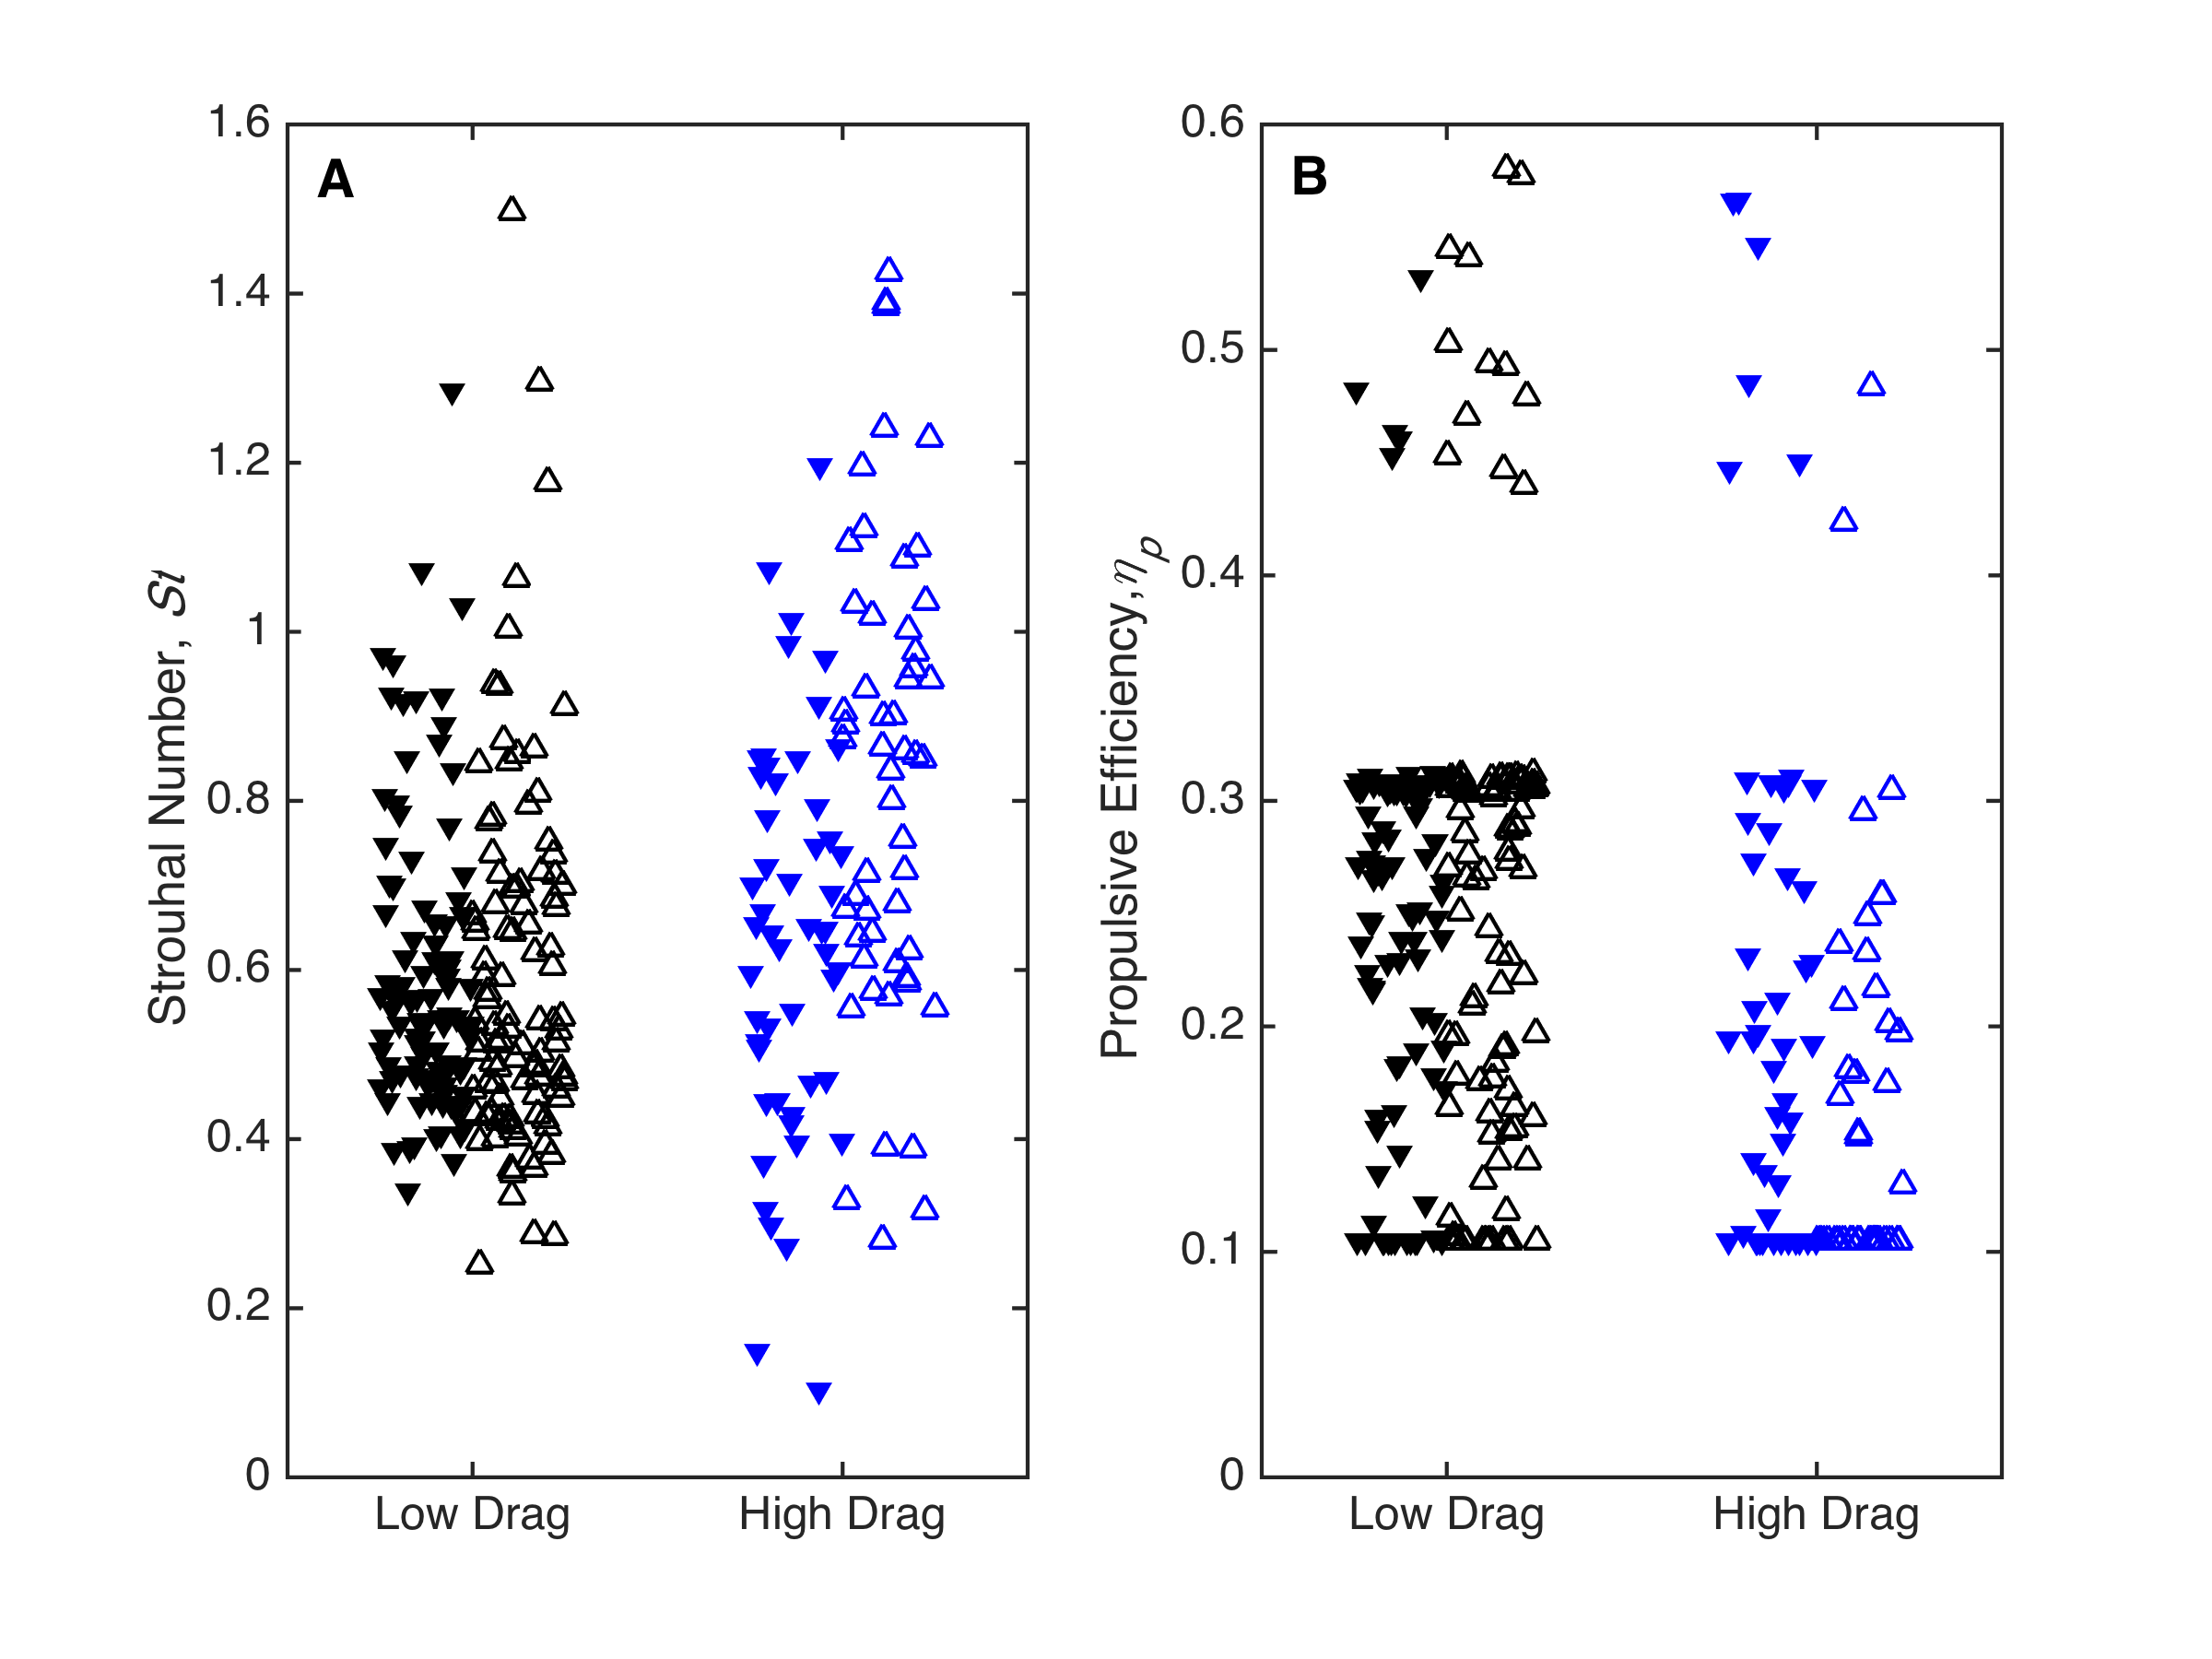 A
Strouhal Number, St
1.6
1.4
1.2
1
0.8
0.6
0.4
0.2
0
Low Drag
High Drag
B
Propulsive Efficiency, ηp
0.6
0.5
0.4
0.3
0.2
0.1
0
Low Drag
High Drag